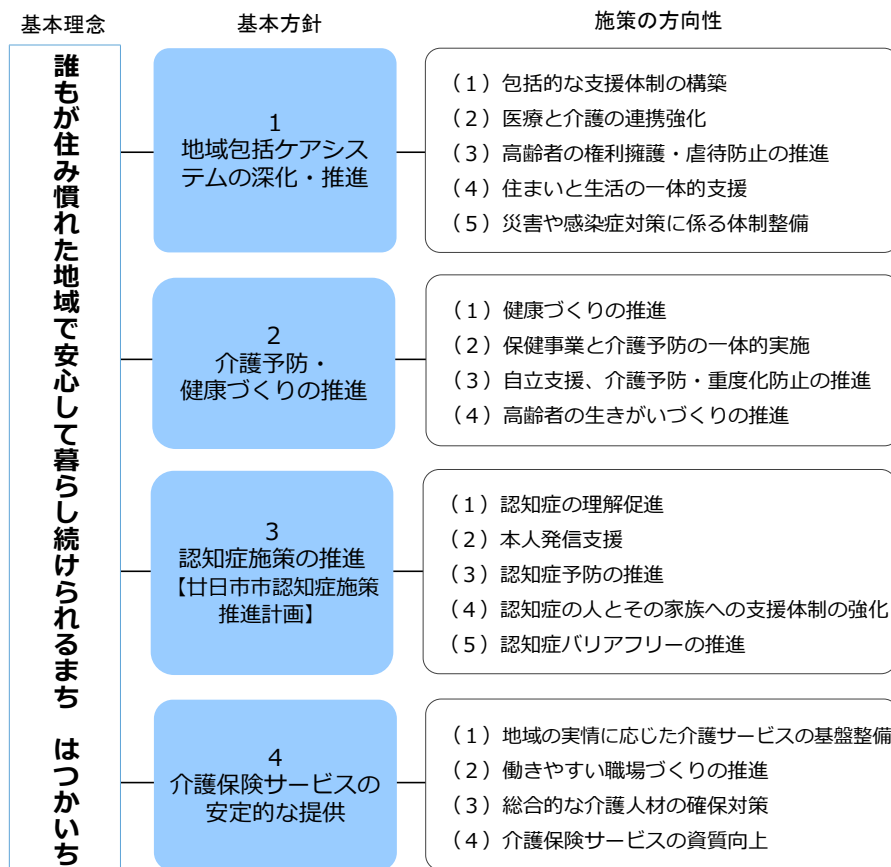 基本理念
基本方針
施策の方向性
誰もが住み慣れた地域で安心して暮らし続けられるまち　はつかいち
1
地域包括ケアシス
テムの深化・推進
（１）包括的な支援体制の構築
（２）医療と介護の連携強化
（３）高齢者の権利擁護・虐待防止の推進
（４）住まいと生活の一体的支援
（５）災害や感染症対策に係る体制整備
2
介護予防・
健康づくりの推進
（１）健康づくりの推進
（２）保健事業と介護予防の一体的実施
（３）自立支援、介護予防・重度化防止の推進
（４）高齢者の生きがいづくりの推進
3
認知症施策の推進
【廿日市市認知症施策
推進計画】
（１）認知症の理解促進
（２）本人発信支援
（３）認知症予防の推進
（４）認知症の人とその家族への支援体制の強化
（５）認知症バリアフリーの推進
4
介護保険サービスの
安定的な提供
（１）地域の実情に応じた介護サービスの基盤整備
（２）働きやすい職場づくりの推進
（３）総合的な介護人材の確保対策
（４）介護保険サービスの資質向上